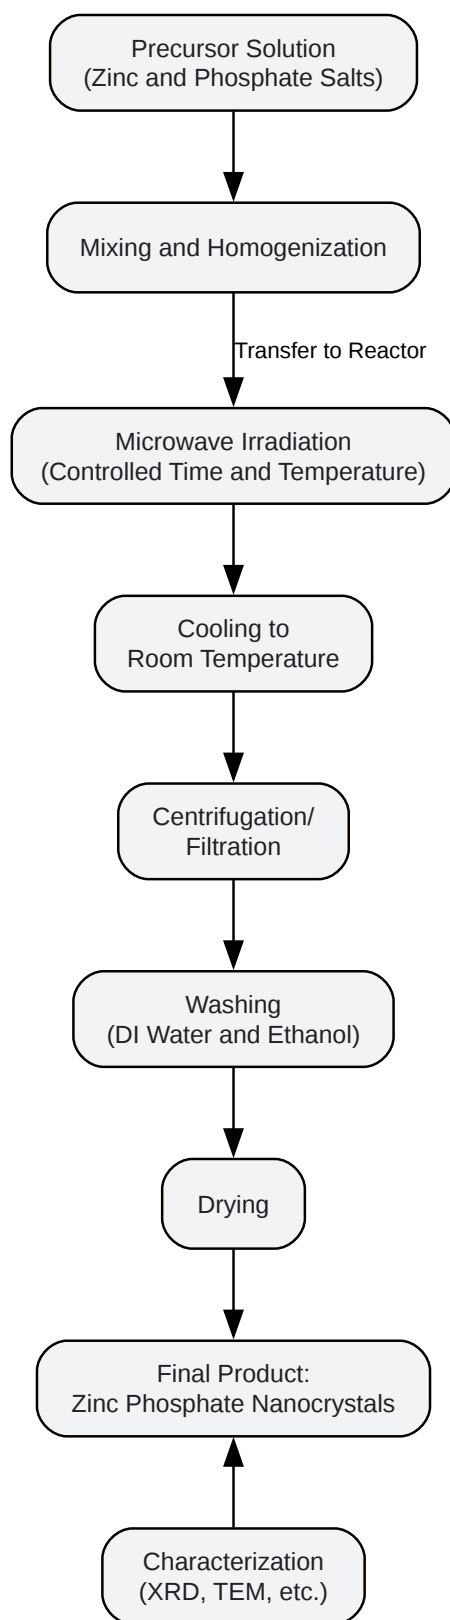 Precursor Solution
(Zinc and Phosphate Salts)
Mixing and Homogenization
Transfer to Reactor
Microwave Irradiation
(Controlled Time and Temperature)
Cooling to
Room Temperature
Centrifugation/
Filtration
Washing
(DI Water and Ethanol)
Drying
Final Product:
Zinc Phosphate Nanocrystals
Characterization
(XRD, TEM, etc.)